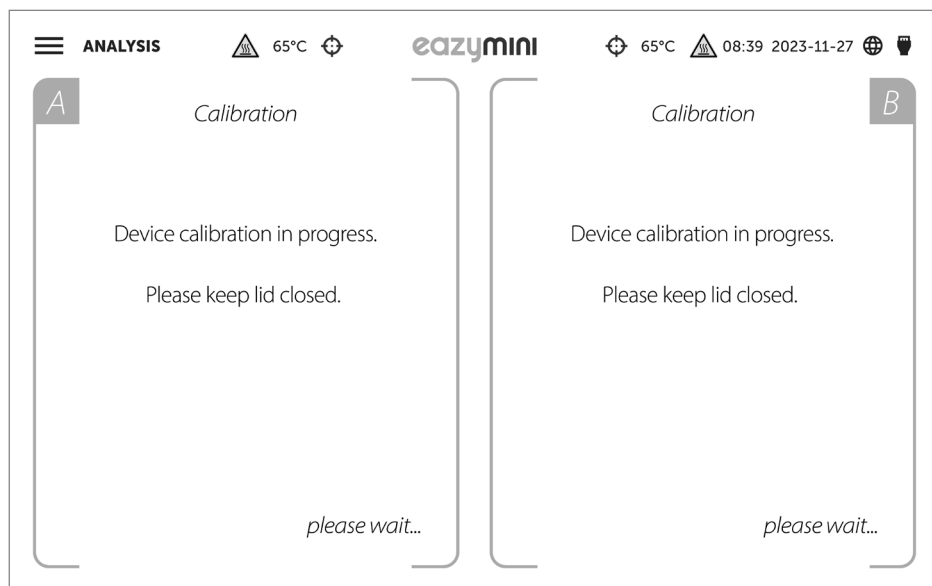 ANALYSIS 65°C eazymini 65°C 08:39 2023-11-27
A
Calibration
Device calibration in progress.
Please keep lid closed.
please wait...
B
Calibration
Device calibration in progress.
Please keep lid closed.
please wait...